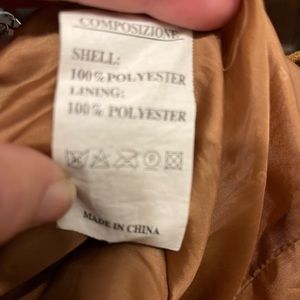 COMPOSIZIONE
SHELL:
100% POLYESTER
LINING:
100% POLYESTER
MADE IN CHINA